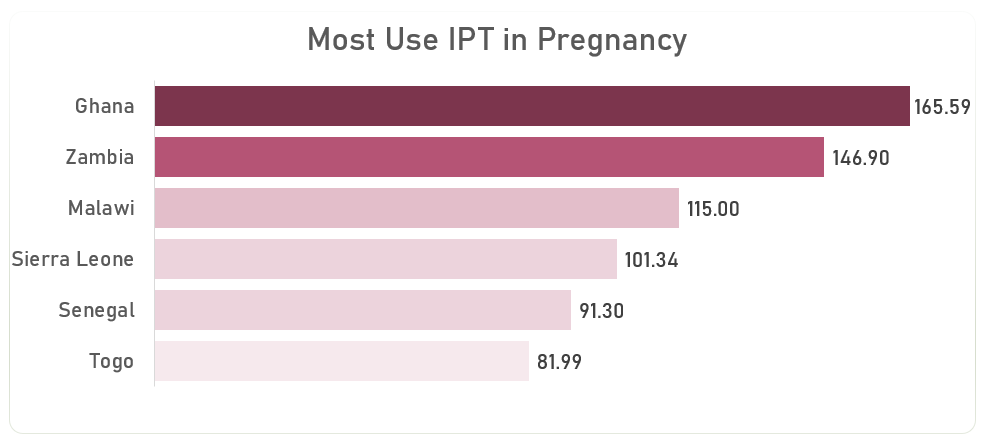 Most Use IPT in Pregnancy
Ghana 165.59
Zambia 146.90
Malawi 115.00
Sierra Leone 101.34
Senegal 91.30
Togo 81.99